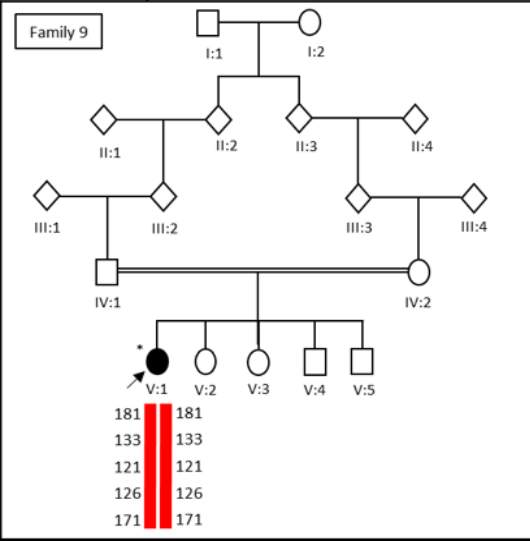 Family 9
I:1 I:2
II:1 II:2 II:3 II:4
III:1 III:2 III:3 III:4
IV:1 IV:2
*
V:1 V:2 V:3 V:4 V:5
181 181
133 133
121 121
126 126
171 171